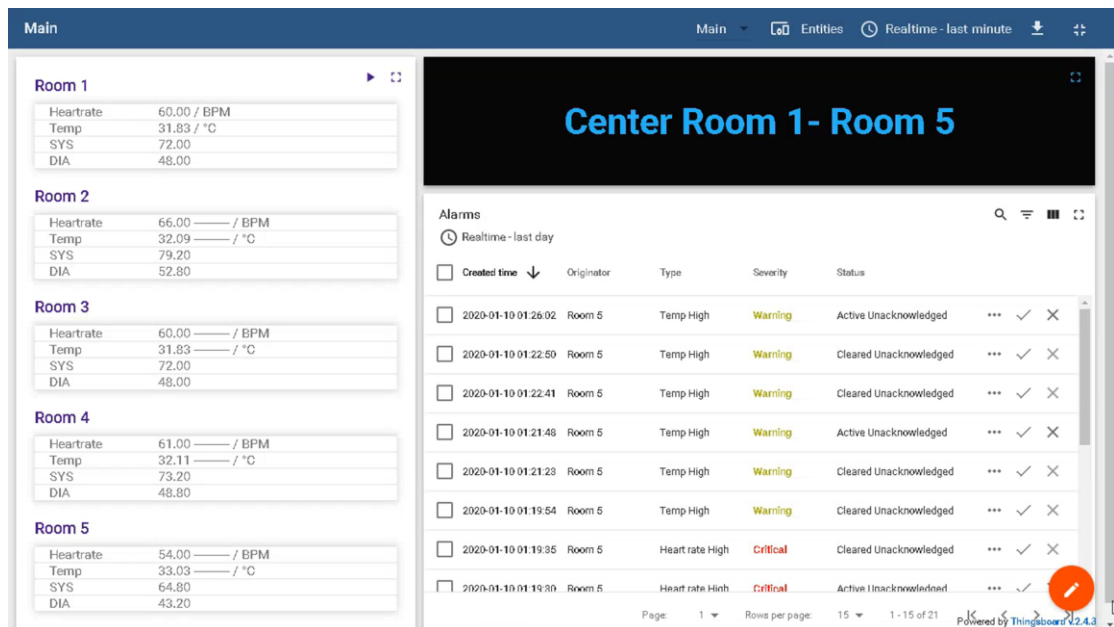 Main
Main Entities Realtime - last minute
Room 1
Heartrate 60.00 / BPM
Temp 31.83 / °C
SYS 72.00
DIA 48.00
Room 2
Heartrate 66.00 ——— / BPM
Temp 32.09 ——— / °C
SYS 79.20
DIA 52.80
Room 3
Heartrate 60.00 ——— / BPM
Temp 31.83 ——— / °C
SYS 72.00
DIA 48.00
Room 4
Heartrate 61.00 ——— / BPM
Temp 32.11 ——— / °C
SYS 73.20
DIA 48.80
Room 5
Heartrate 54.00 ——— / BPM
Temp 33.03 ——— / °C
SYS 64.80
DIA 43.20
Center Room 1- Room 5
Alarms
Realtime - last day
Created time Originator Type Severity Status
2020-01-10 01:26:02 Room 5 Temp High Warning Active Unacknowledged
2020-01-10 01:22:50 Room 5 Temp High Warning Cleared Unacknowledged
2020-01-10 01:22:41 Room 5 Temp High Warning Cleared Unacknowledged
2020-01-10 01:21:48 Room 5 Temp High Warning Active Unacknowledged
2020-01-10 01:21:23 Room 5 Temp High Warning Cleared Unacknowledged
2020-01-10 01:19:54 Room 5 Temp High Warning Cleared Unacknowledged
2020-01-10 01:19:35 Room 5 Heart rate High Critical Cleared Unacknowledged
2020-01-10 01:19:30 Room 5 Heart rate High Critical Active Unacknowledged
Page: 1 Rows per page: 15 1 - 15 of 21
Powered by Thingsboard v.2.4.3